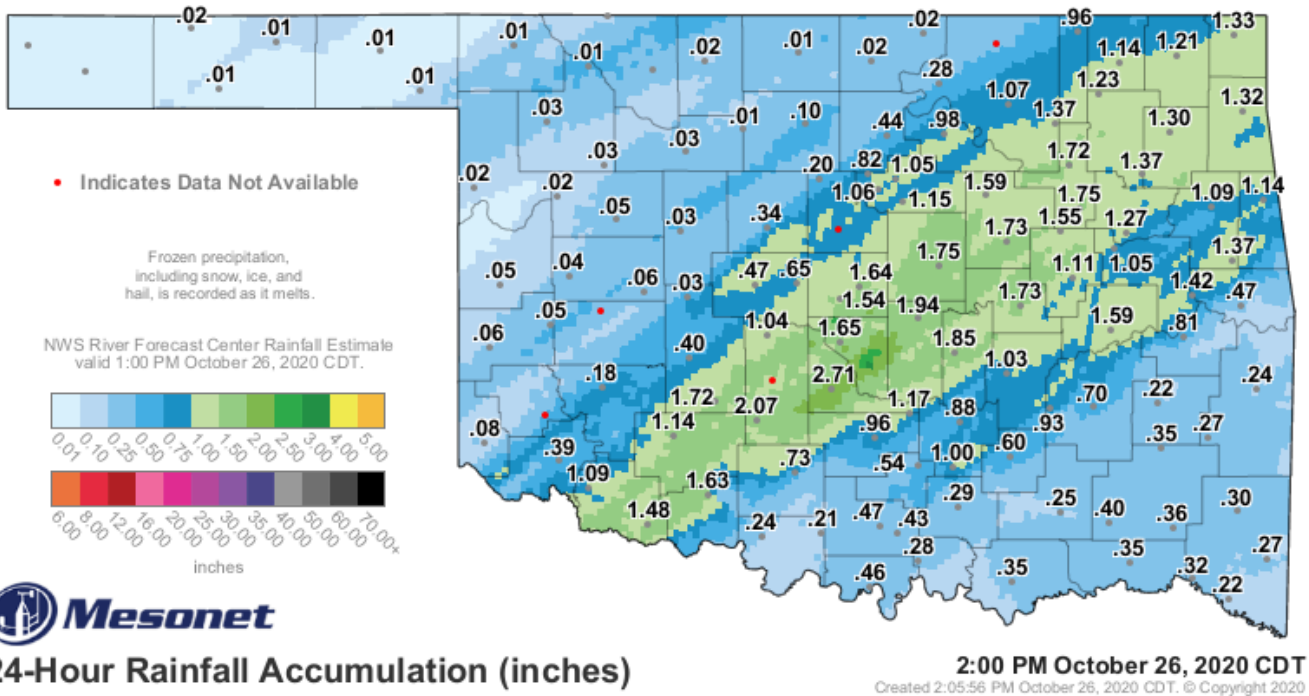 .02 .96 1.33
.01 .01 .01 .02 1.21
.01 .01 .02 .01 .02 1.14
.01 .01 .28 1.07 1.23 1.32
.03 .01 .10 .44 .98 1.37 1.30
.03 .03 .20 .82 1.05 1.72 1.37
.02 .02 1.06 1.15 1.59 1.75 1.09 1.14
Indicates Data Not Available
.05 .03 .34 1.73 1.55 1.27
1.75 1.37
Frozen precipitation,
including snow, ice, and
hail, is recorded as it melts.
.05 .04 .06 .03 .47 .65 1.64 1.11 1.05 1.42 .47
.05 1.54 1.94 1.73
.06 1.04 1.65 1.85 1.59 .81
NWS River Forecast Center Rainfall Estimate
valid 1:00 PM October 26, 2020 CDT.
.40 1.03
.18 2.71 .70 .22 .24
0.01 0.10 0.25 0.50 0.75 1.00 1.50 2.00 2.50 3.00 4.00 5.00
1.72 2.07 1.17 .88
.08 1.14 .96 .93 .35 .27
.39 1.00 .60
1.09 .73 .54
1.63 .29 .25 .30
6.00 8.00 12.00 16.00 20.00 25.00 30.00 35.00 40.00 50.00 60.00 70.00+
1.48 .24 .21 .47 .43 .40 .36
.28 .35 .27
inches
.46 .35 .32
.22
Mesonet
24-Hour Rainfall Accumulation (inches)
2:00 PM October 26, 2020 CDT
Created 2:05:56 PM October 26, 2020 CDT. © Copyright 2020